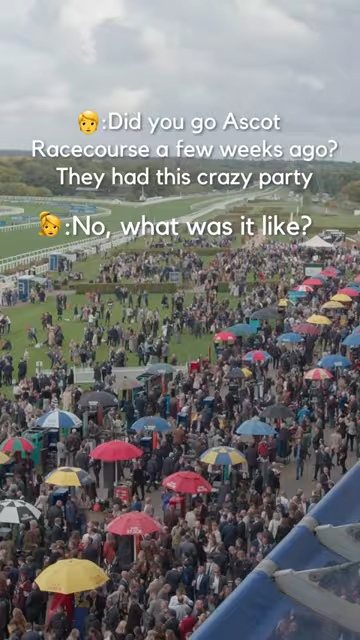 👩:Did you go Ascot
Racecourse a few weeks ago?
They had this crazy party
💁:No, what was it like?